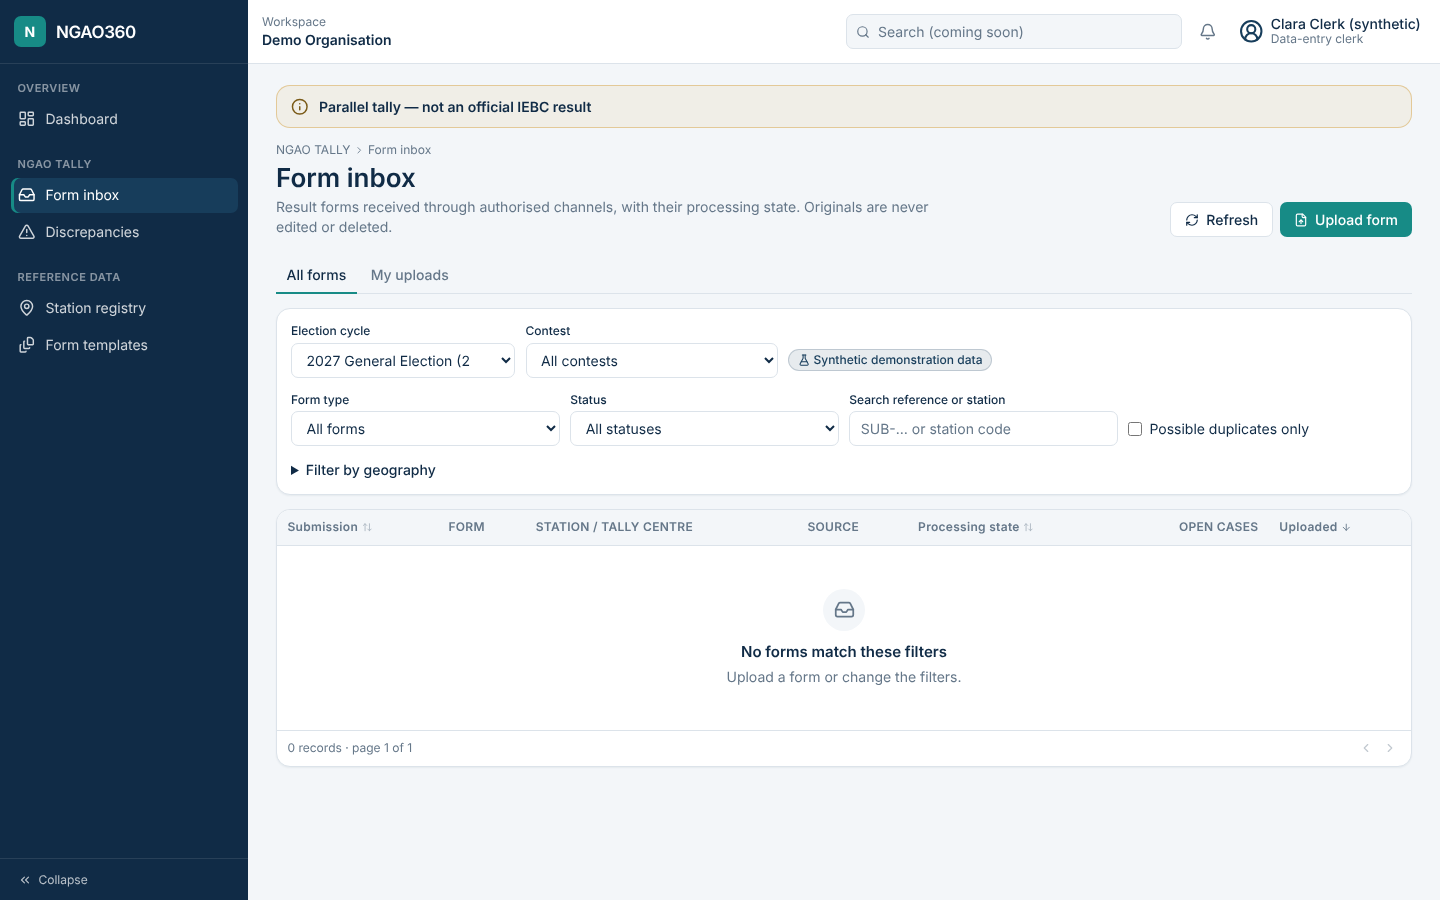 N NGAO360
OVERVIEW
Dashboard
NGAO TALLY
Form inbox
Discrepancies
REFERENCE DATA
Station registry
Form templates
Collapse
Workspace
Demo Organisation
Search (coming soon)
Clara Clerk (synthetic)
Data-entry clerk
Parallel tally — not an official IEBC result
NGAO TALLY > Form inbox
Form inbox
Result forms received through authorised channels, with their processing state. Originals are never
edited or deleted.
Refresh
Upload form
All forms My uploads
Election cycle Contest
2027 General Election (2 All contests Synthetic demonstration data
Form type Status Search reference or station
All forms All statuses SUB-... or station code Possible duplicates only
Filter by geography
Submission FORM STATION / TALLY CENTRE SOURCE Processing state OPEN CASES Uploaded
No forms match these filters
Upload a form or change the filters.
0 records · page 1 of 1